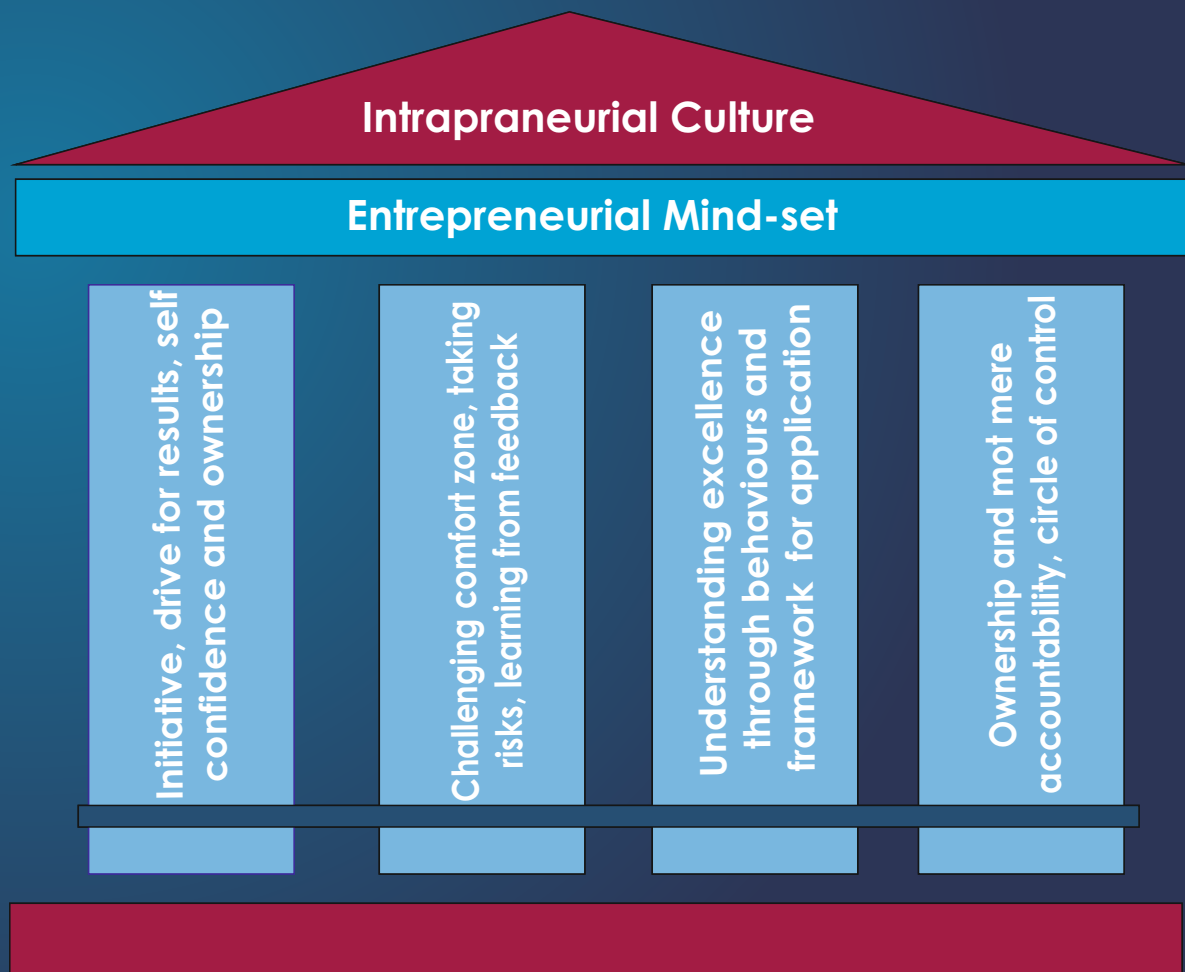 Intrapraneurial Culture
Entrepreneurial Mind-set
Initiative, drive for results, self
confidence and ownership
Challenging comfort zone, taking
risks, learning from feedback
Understanding excellence
through behaviours and
framework for application
Ownership and mot mere
accountability, circle of control